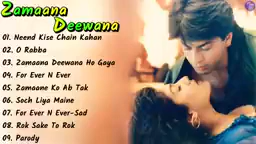 Zamaana
Deewana
01. Neend Kise Chain Kahan
02. O Rabba
03. Zamaana Deewana Ho Gaya
04. For Ever N Ever
05. Zamaane Ko Ab Tak
06. Soch Liya Maine
07. For Ever N Ever-Sad
08. Rok Sake To Rok
09. Parody